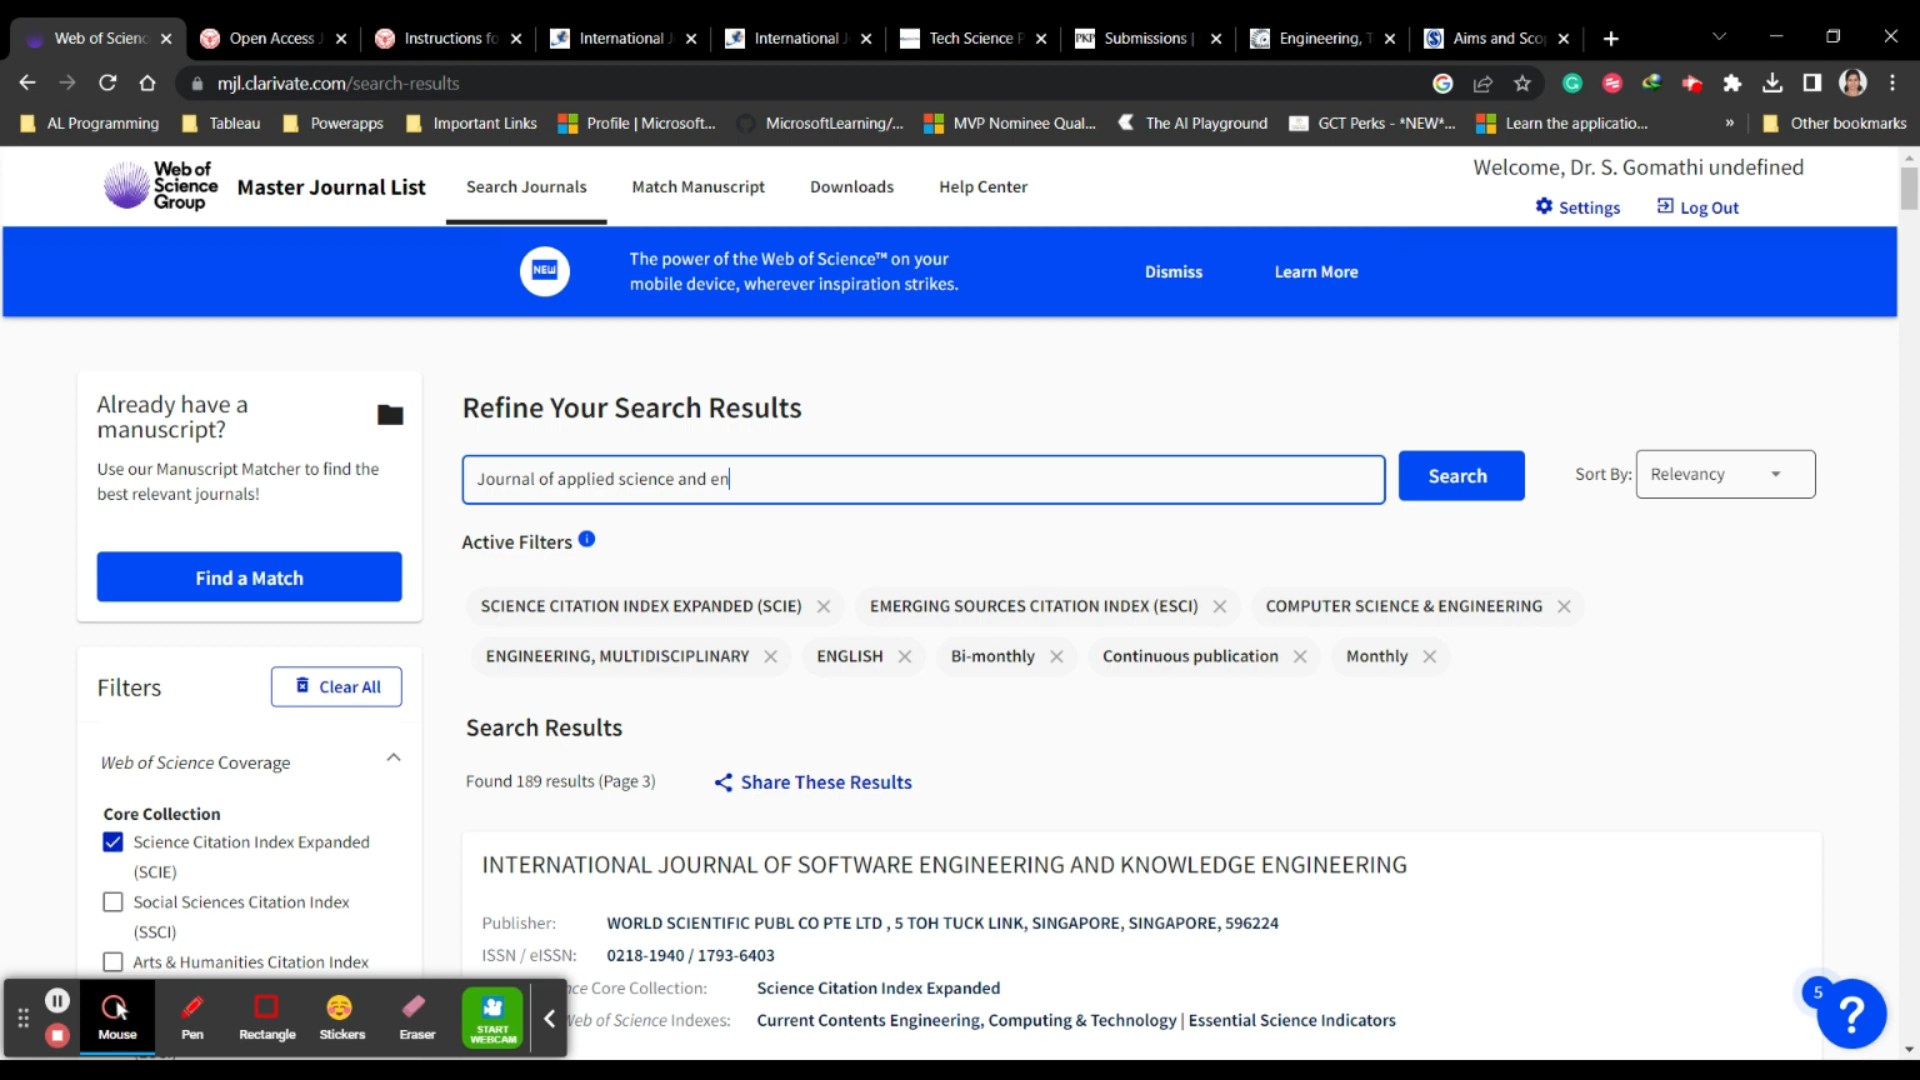 Web of Scienc
Open Access J
Instructions fo
International J
International J
Tech Science P
PKP
Submissions |
Engineering, T
Aims and Scop
mjl.clarivate.com/search-results
AL Programming
Tableau
Powerapps
Important Links
Profile | Microsoft...
MicrosoftLearning/...
MVP Nominee Qual...
The AI Playground
GCT Perks - *NEW*...
Learn the applicatio...
»
Other bookmarks
Web of
Science
Group
Master Journal List
Search Journals
Match Manuscript
Downloads
Help Center
Welcome, Dr. S. Gomathi undefined
Settings
Log Out
NEW
The power of the Web of Science™ on your
mobile device, wherever inspiration strikes.
Dismiss
Learn More
Already have a
manuscript?
Use our Manuscript Matcher to find the
best relevant journals!
Find a Match
Refine Your Search Results
Journal of applied science and en
Search
Sort By:
Relevancy
Active Filters
SCIENCE CITATION INDEX EXPANDED (SCIE)
EMERGING SOURCES CITATION INDEX (ESCI)
COMPUTER SCIENCE & ENGINEERING
ENGINEERING, MULTIDISCIPLINARY
ENGLISH
Bi-monthly
Continuous publication
Monthly
Filters
Clear All
Web of Science Coverage
Core Collection
Science Citation Index Expanded
(SCIE)
Social Sciences Citation Index
(SSCI)
Arts & Humanities Citation Index
Search Results
Found 189 results (Page 3)
Share These Results
INTERNATIONAL JOURNAL OF SOFTWARE ENGINEERING AND KNOWLEDGE ENGINEERING
Publisher: WORLD SCIENTIFIC PUBL CO PTE LTD , 5 TOH TUCK LINK, SINGAPORE, SINGAPORE, 596224
ISSN / eISSN: 0218-1940 / 1793-6403
nce Core Collection: Science Citation Index Expanded
Web of Science Indexes: Current Contents Engineering, Computing & Technology | Essential Science Indicators
Mouse
Pen
Rectangle
Stickers
Eraser
START
WEBCAM
5
?